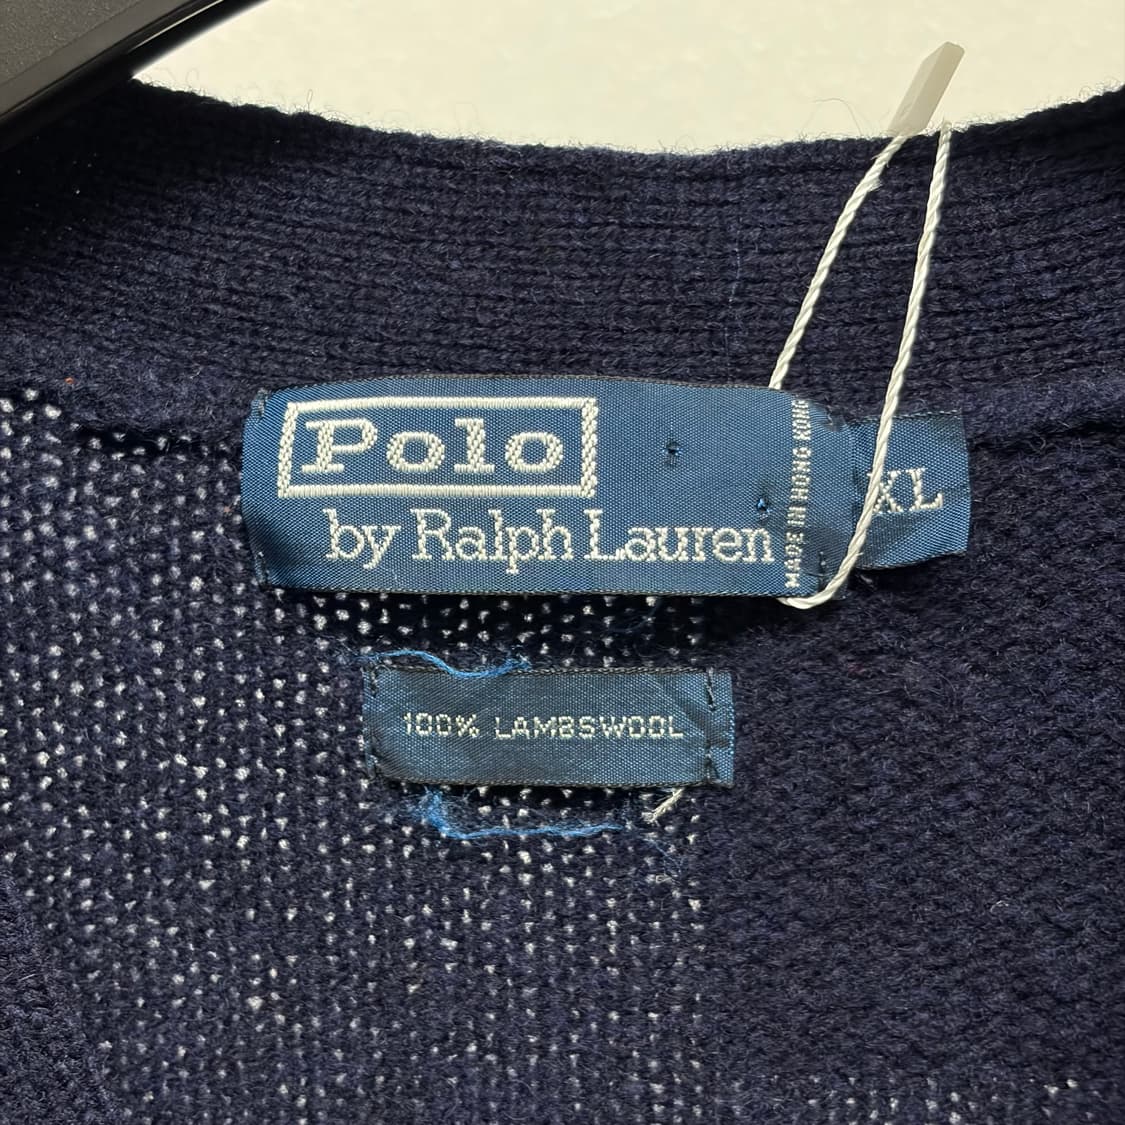 Polo
by Ralph Lauren
MADE IN HONG KONG
XL
100% LAMBSWOOL